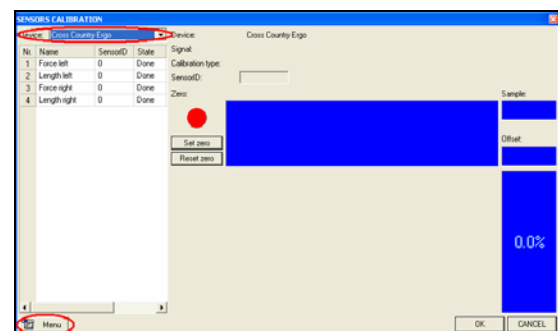 SENSORS CALIBRATION
Device: Cross County Ergo
Device: Cross County Ergo
Nr. Name SensorID State
1 Force left 0 Done
2 Length left 0 Done
3 Force right 0 Done
4 Length right 0 Done
Signal:
Calibration type:
SensorID:
Zero:
Sample:
Set zero
Reset zero
Offset:
0.0%
Menu
OK
CANCEL